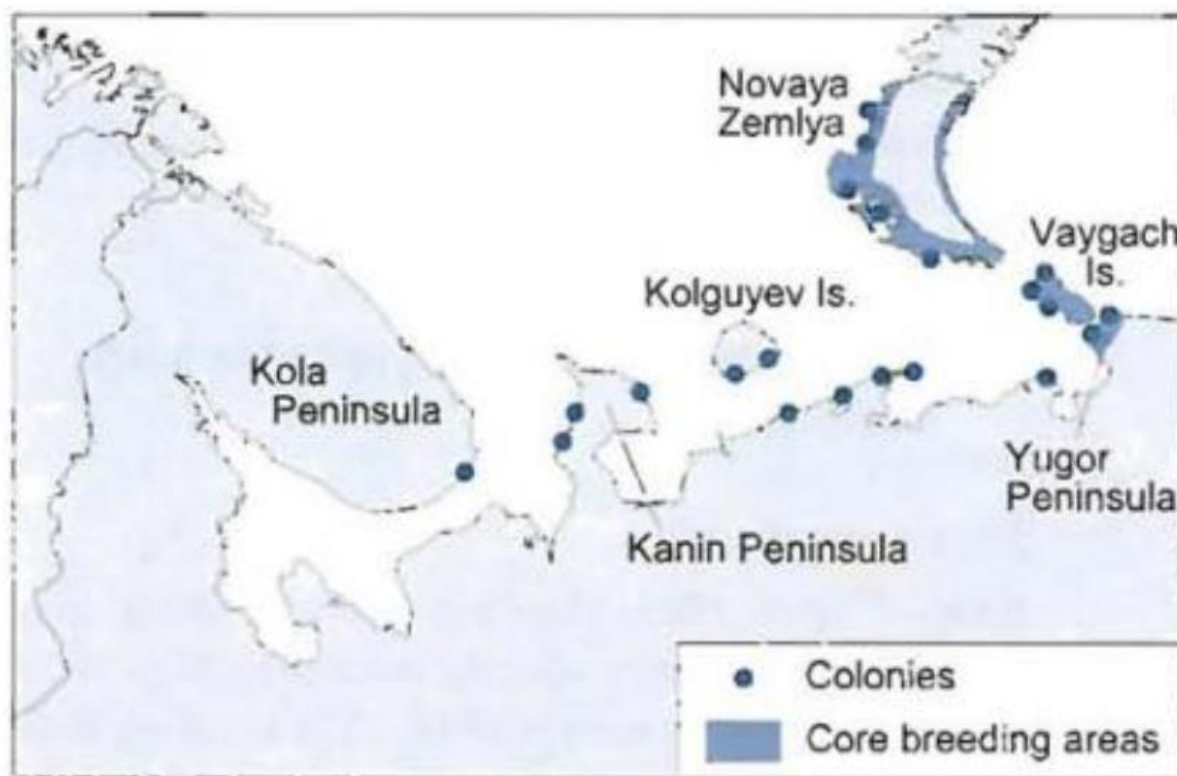 Novaya
Zemlya
Vaygach
Is.
Kolguyev Is.
Kola
Peninsula
Yugor
Peninsula
Kanin Peninsula
Colonies
Core breeding areas